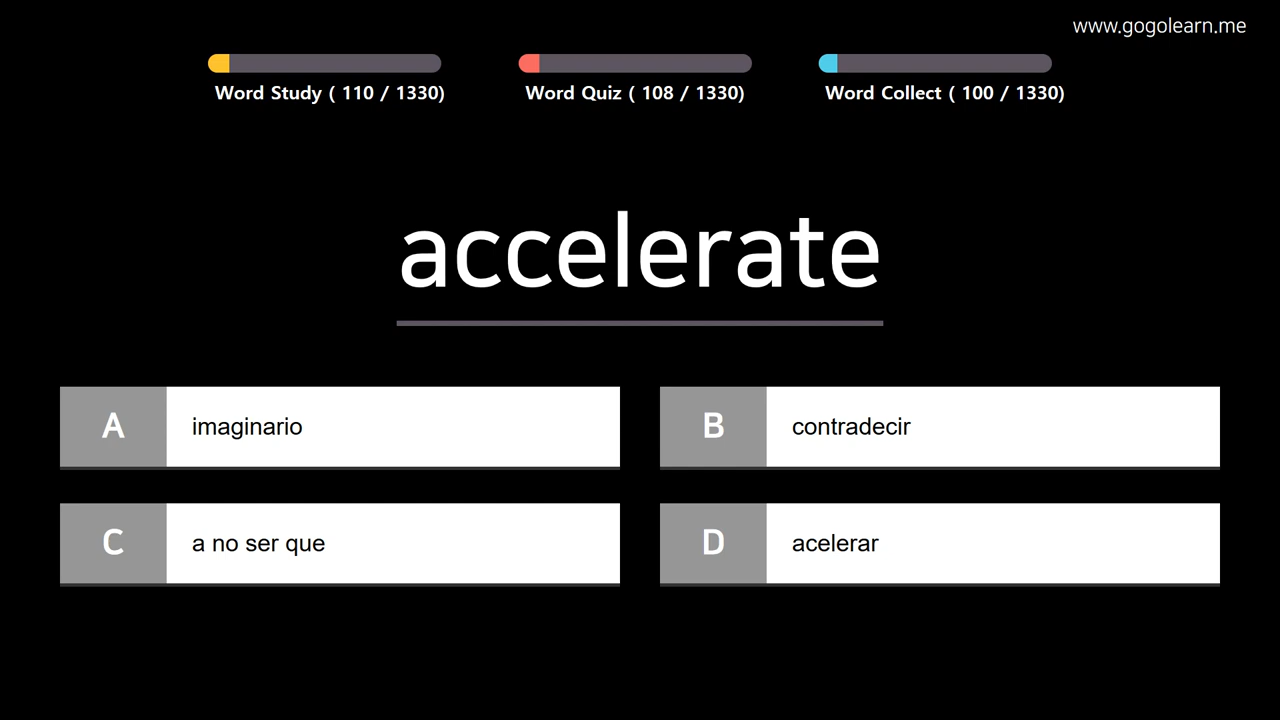 www.gogolearn.me
Word Study ( 110 / 1330)
Word Quiz ( 108 / 1330)
Word Collect ( 100 / 1330)
accelerate
A imaginario
B contradecir
C a no ser que
D acelerar